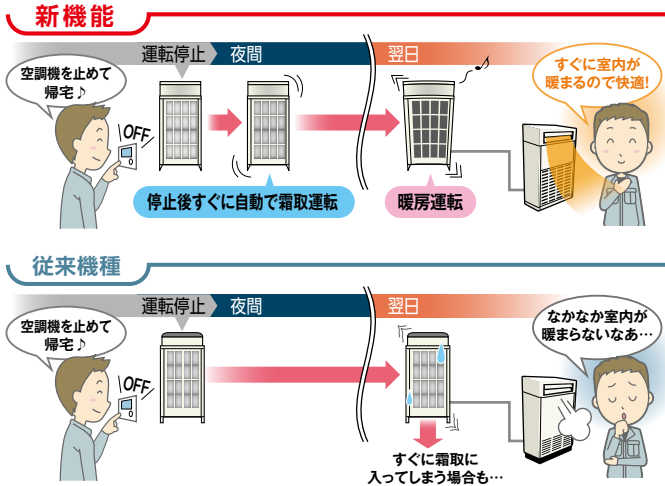 新機能
運転停止
夜間
翌日
空調機を止めて
帰宅♪
OFF
すぐに室内が
暖まるので快適!
停止後すぐに自動で霜取運転
暖房運転
従来機種
運転停止
夜間
翌日
空調機を止めて
帰宅♪
OFF
なかなか室内が
暖まらないなあ…
すぐに霜取に
入ってしまう場合も…